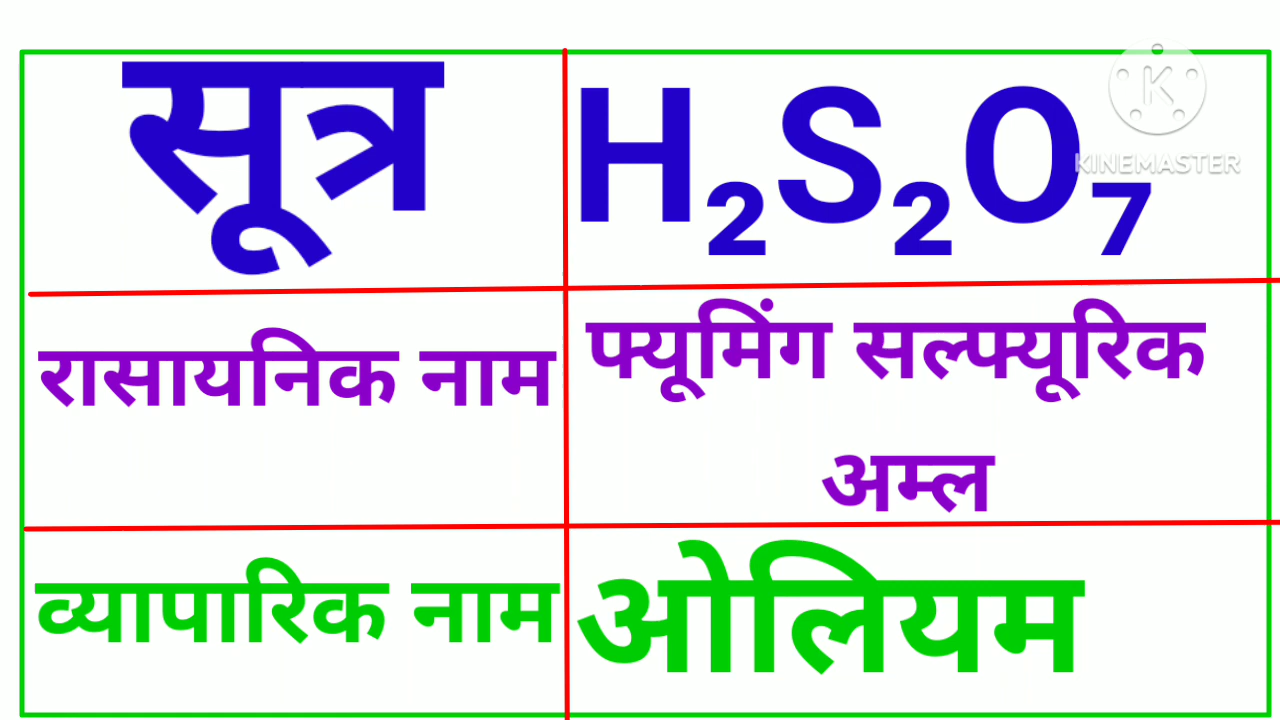 सूत्र H₂S₂O₇
KINEMASTER
रासायनिक नाम फ्यूमिंग सल्फ्यूरिक
अम्ल
व्यापारिक नाम ओलियम